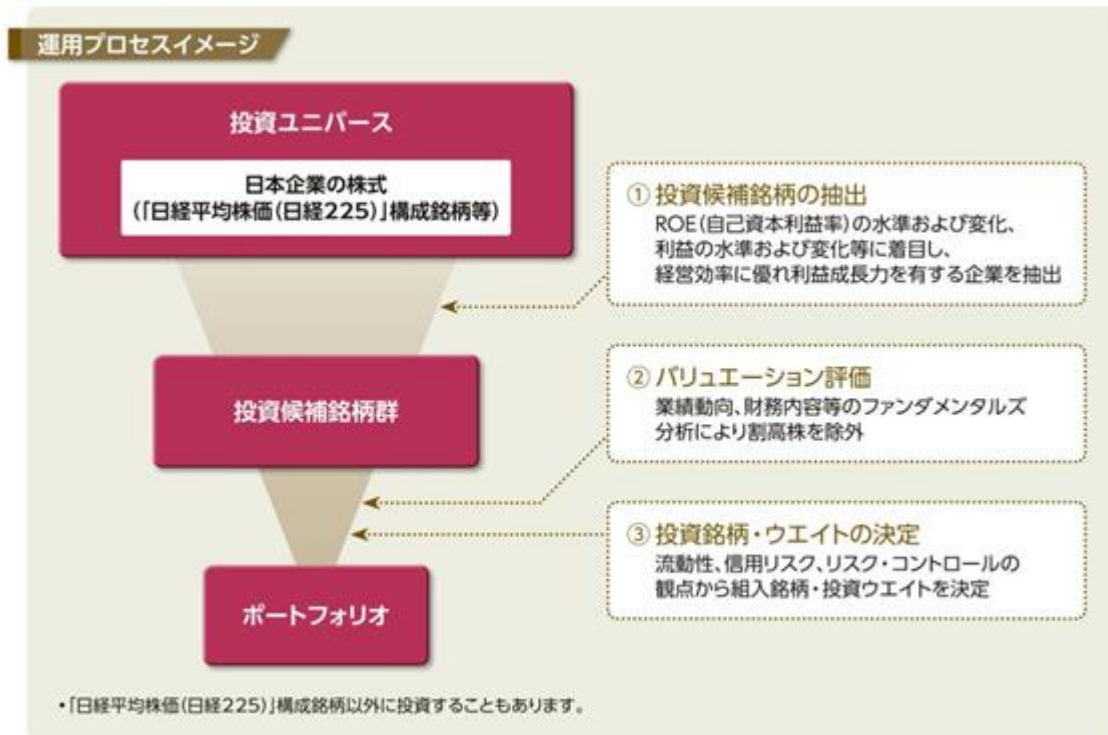 運用プロセスイメージ
投資ユニバース
日本企業の株式
(「日経平均株価(日経225)」構成銘柄等)
① 投資候補銘柄の抽出
ROE(自己資本利益率)の水準および変化、
利益の水準および変化等に着目し、
経営効率に優れ利益成長力を有する企業を抽出
投資候補銘柄群
② バリュエーション評価
業績動向、財務内容等のファンダメンタルズ
分析により割高株を除外
③ 投資銘柄・ウエイトの決定
流動性、信用リスク、リスク・コントロールの
観点から組入銘柄・投資ウエイトを決定
ポートフォリオ
・「日経平均株価(日経225)」構成銘柄以外に投資することもあります。